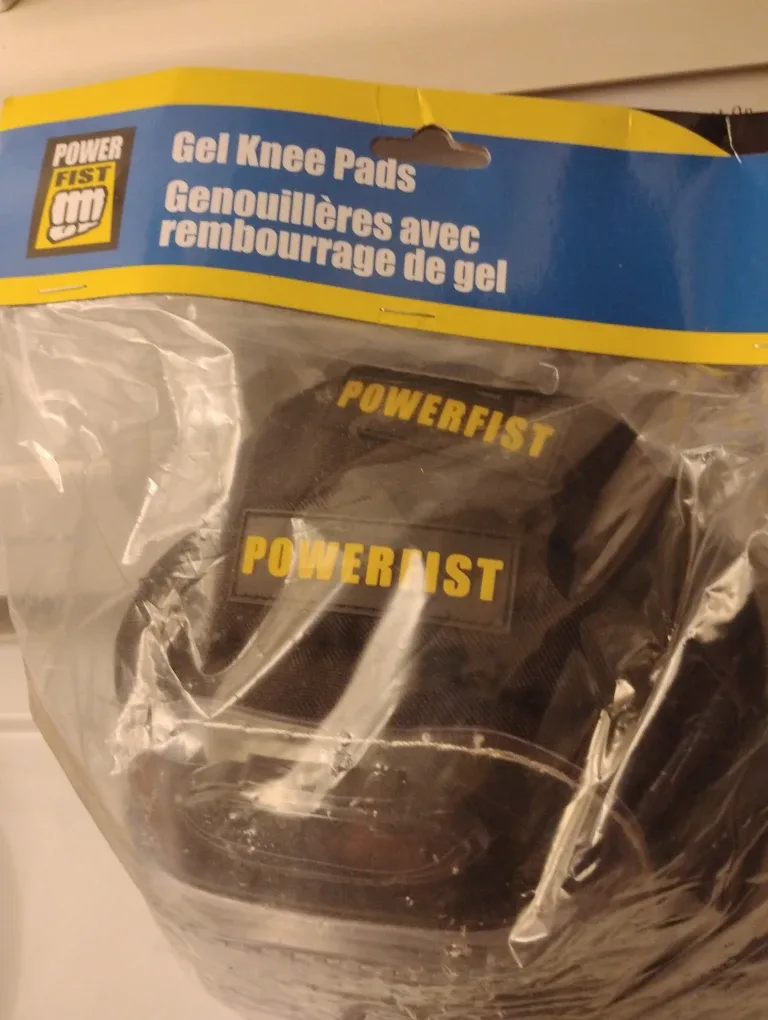 POWER
FIST
Gel Knee Pads
Genouillères avec
rembourrage de gel
POWERFIST
POWERFIST